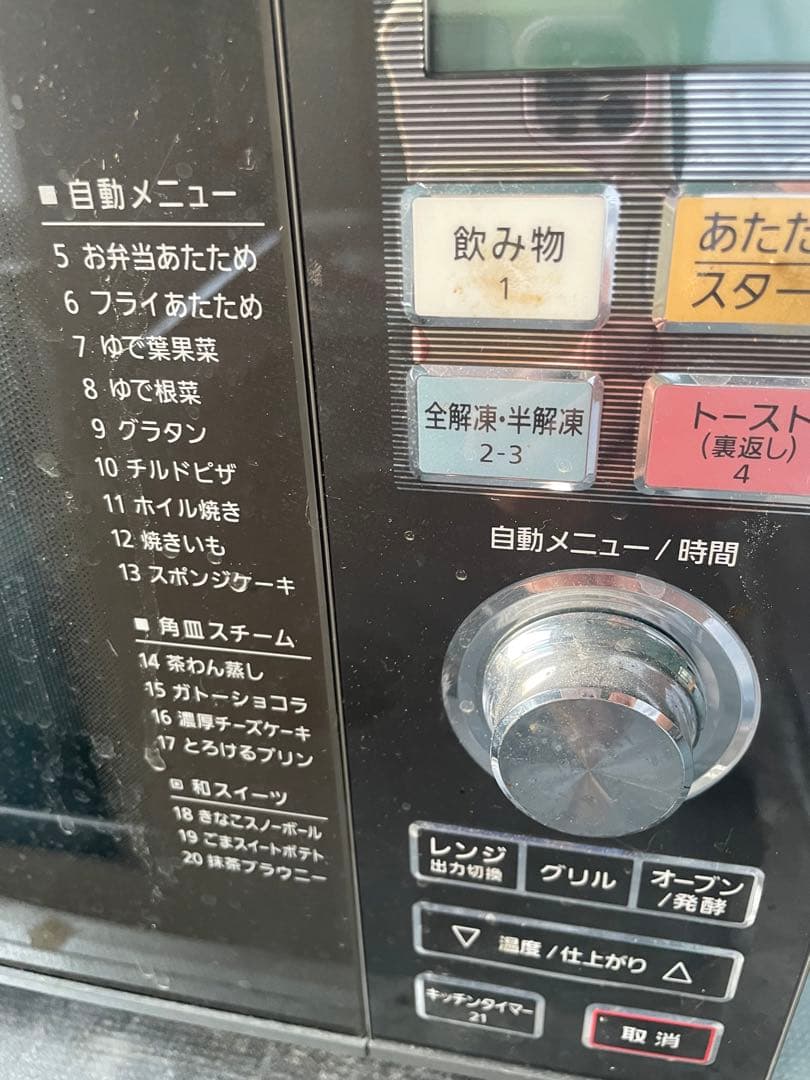 ■ 自動メニュー
5 お弁当あたため
6 フライあたため
7 ゆで葉果菜
8 ゆで根菜
9 グラタン
10 チルドピザ
11 ホイル焼き
12 焼きいも
13 スポンジケーキ
■ 角皿スチーム
14 茶わん蒸し
15 ガトーショコラ
16 濃厚チーズケーキ
17 とろけるプリン
▣ 和スイーツ
18 きなこスノーボール
19 ごまスイートポテト
20 抹茶ブラウニー
飲み物
1
あたた
スター
全解凍・半解凍
2-3
トースト
(裏返し)
4
自動メニュー/時間
レンジ
出力切換
グリル
オーブン
/発酵
▽ 温度/仕上がり △
キッチンタイマー
21
取消